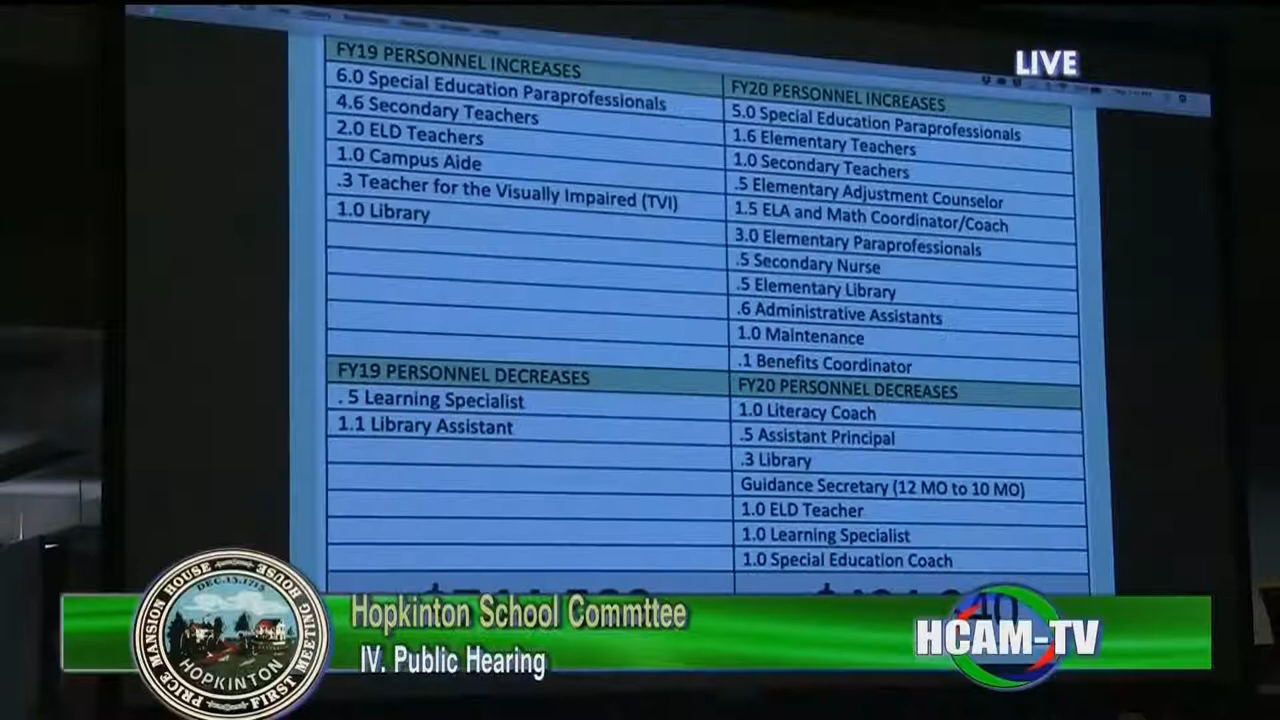 LIVE
FY19 PERSONNEL INCREASES
6.0 Special Education Paraprofessionals
4.6 Secondary Teachers
2.0 ELD Teachers
1.0 Campus Aide
.3 Teacher for the Visually Impaired (TVI)
1.0 Library
FY20 PERSONNEL INCREASES
5.0 Special Education Paraprofessionals
1.6 Elementary Teachers
1.0 Secondary Teachers
.5 Elementary Adjustment Counselor
1.5 ELA and Math Coordinator/Coach
3.0 Elementary Paraprofessionals
.5 Secondary Nurse
.5 Elementary Library
.6 Administrative Assistants
1.0 Maintenance
.1 Benefits Coordinator
FY19 PERSONNEL DECREASES
. 5 Learning Specialist
1.1 Library Assistant
FY20 PERSONNEL DECREASES
1.0 Literacy Coach
.5 Assistant Principal
.3 Library
Guidance Secretary (12 MO to 10 MO)
1.0 ELD Teacher
1.0 Learning Specialist
1.0 Special Education Coach
Hopkinton School Commttee
IV. Public Hearing
HCAM-TV
PRICE MANSION HOUSE
FIRST MEETING HOUSE
DEC.13.1715
HOPKINTON